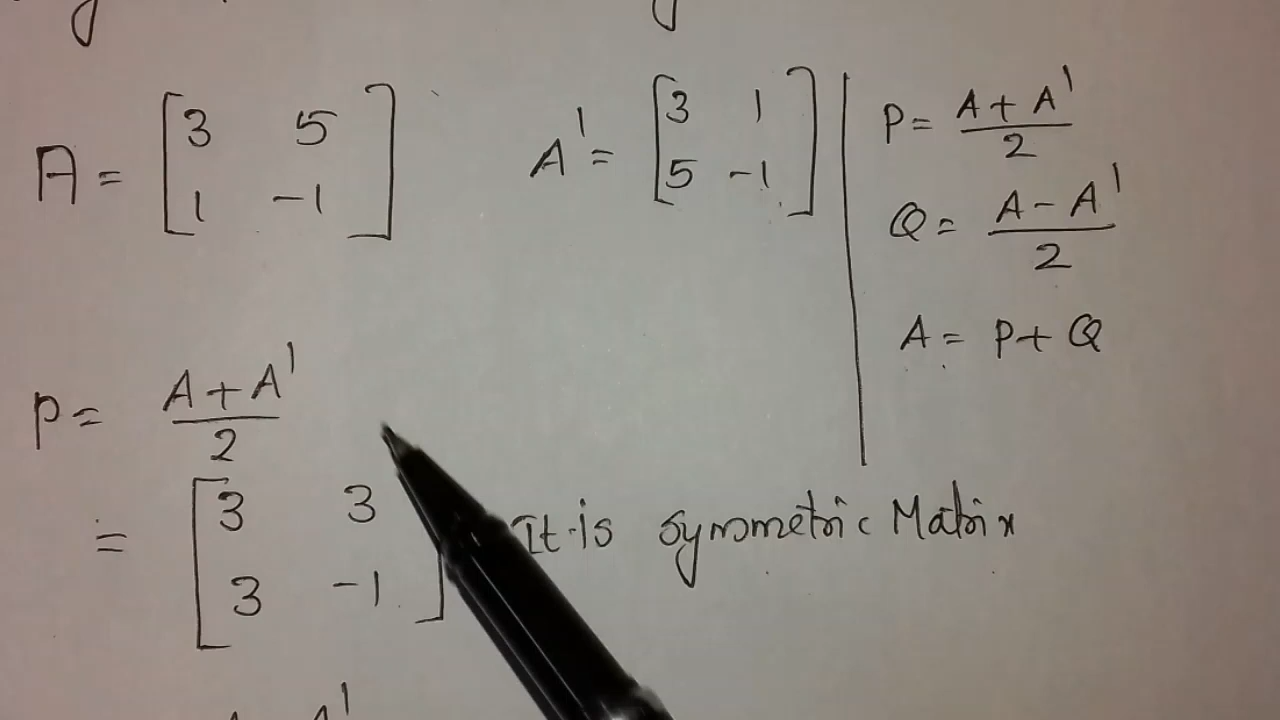 A = [3 5
1 -1]
A' = [3 1
5 -1]
P = A + A' / 2
Q = A - A' / 2
A = P + Q
P = A + A' / 2
= [3 3
3 -1]
It is symmetric Matrix